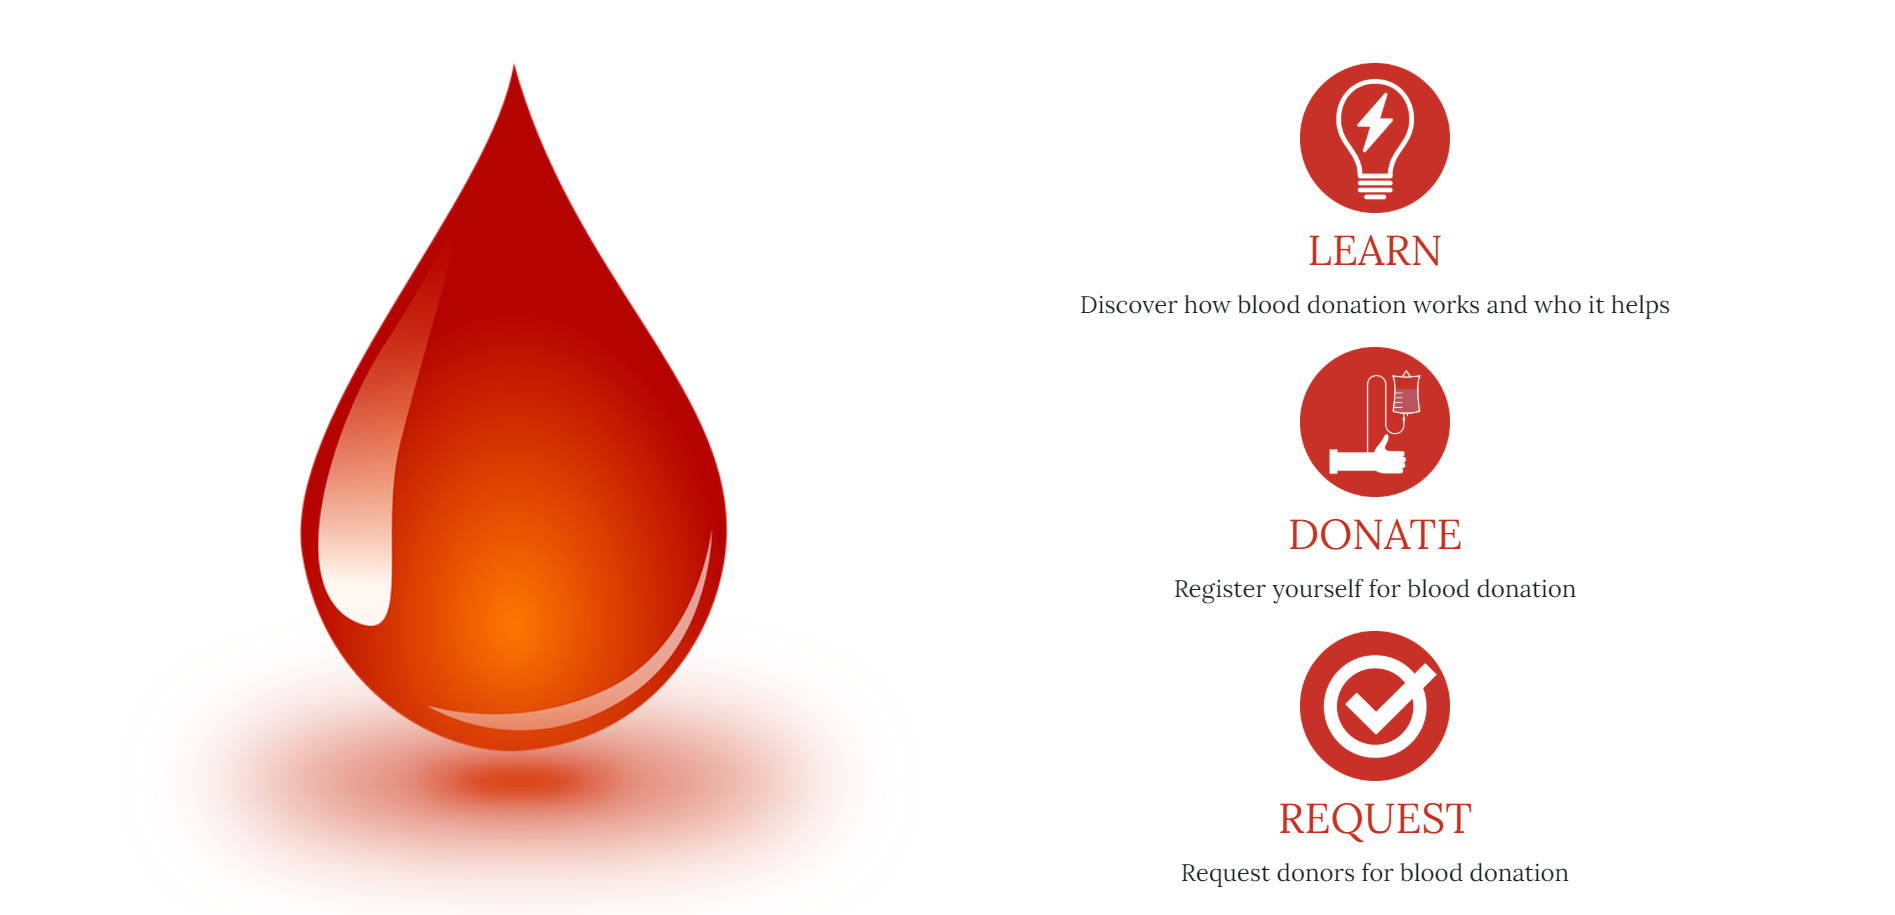 LEARN
Discover how blood donation works and who it helps
DONATE
Register yourself for blood donation
REQUEST
Request donors for blood donation